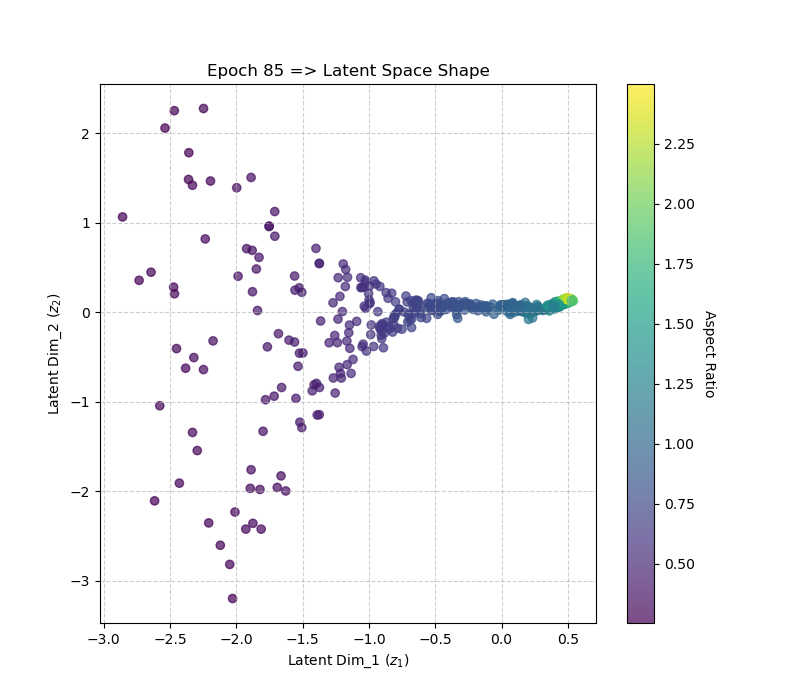 Epoch 85 => Latent Space Shape
2
1
0
−1
−2
−3
Latent Dim_2 (z₂)
−3.0 −2.5 −2.0 −1.5 −1.0 −0.5 0.0 0.5
Latent Dim_1 (z₁)
2.25
2.00
1.75
1.50
1.25
1.00
0.75
0.50
Aspect Ratio